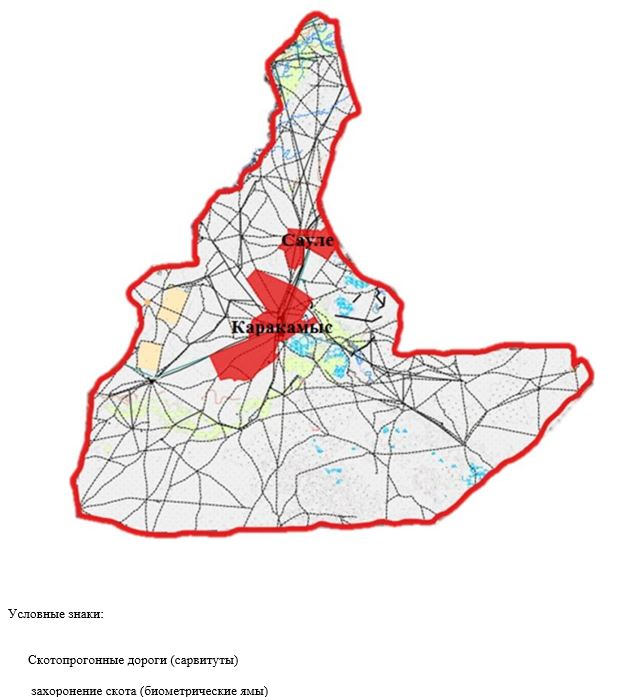 Сауле
Каракамыс
Условные знаки:
Скотопрогонные дороги (сарвитуты)
захоронение скота (биометрические ямы)